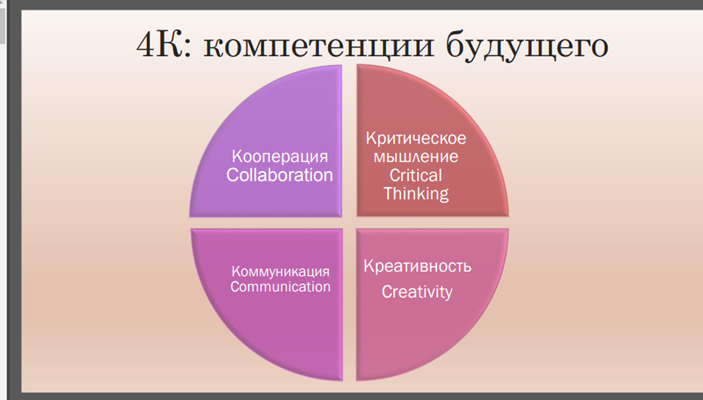 4К: компетенции будущего
Кооперация
Collaboration
Критическое
мышление
Critical
Thinking
Коммуникация
Communication
Креативность
Creativity